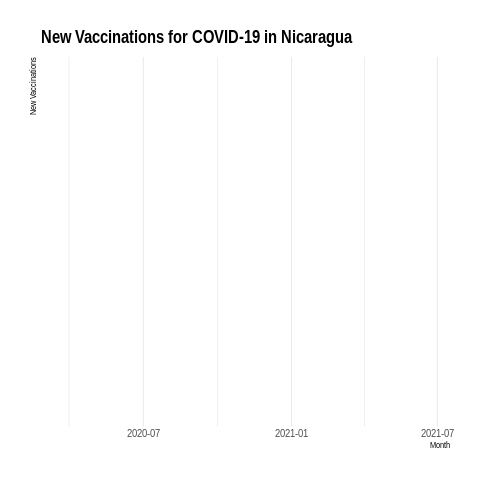 New Vaccinations for COVID-19 in Nicaragua
New Vaccinations
2020-07
2021-01
2021-07
Month